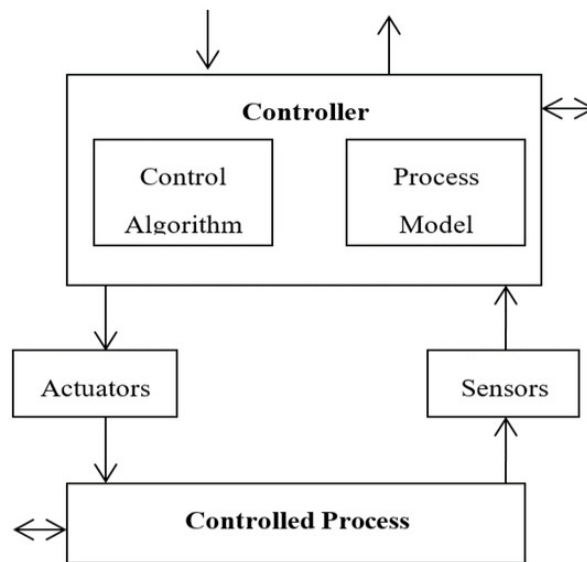 Controller
Control
Algorithm
Process
Model
Actuators
Sensors
Controlled Process